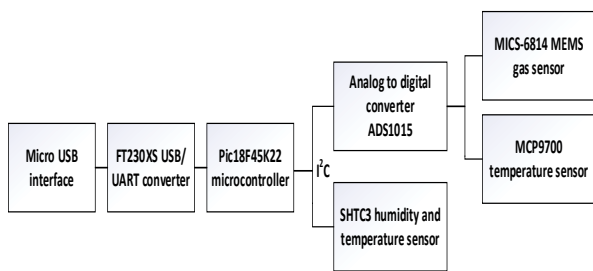 Micro USB
interface
FT230XS USB/
UART converter
Pic18F45K22
microcontroller
I²C
Analog to digital
converter
ADS1015
SHTC3 humidity and
temperature sensor
MICS-6814 MEMS
gas sensor
MCP9700
temperature sensor